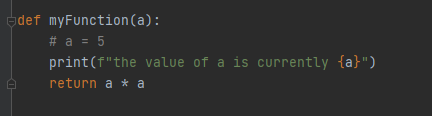 def myFunction(a):
    # a = 5
    print(f"the value of a is currently {a}")
    return a * a